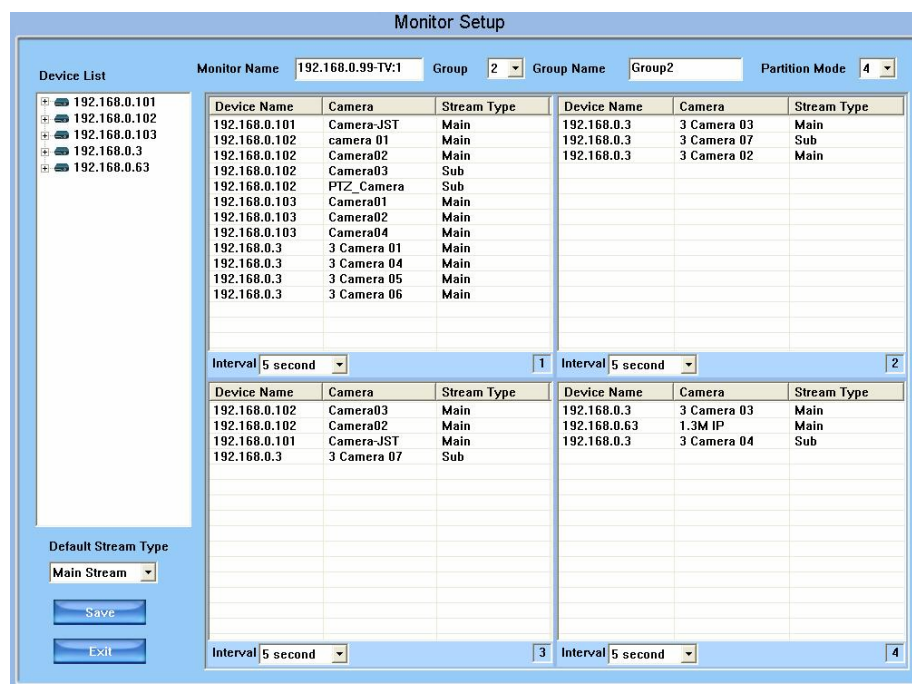 Monitor Setup
Monitor Name 192.168.0.99-TV:1 Group 2 Group Name Group2 Partition Mode 4
Device List
192.168.0.101
192.168.0.102
192.168.0.103
192.168.0.3
192.168.0.63
Device Name Camera Stream Type
192.168.0.101 Camera-JST Main
192.168.0.102 camera 01 Main
192.168.0.102 Camera02 Main
192.168.0.102 Camera03 Sub
192.168.0.102 PTZ_Camera Sub
192.168.0.103 Camera01 Main
192.168.0.103 Camera02 Main
192.168.0.103 Camera04 Main
192.168.0.3 3 Camera 01 Main
192.168.0.3 3 Camera 04 Main
192.168.0.3 3 Camera 05 Main
192.168.0.3 3 Camera 06 Main
Interval 5 second 1
Device Name Camera Stream Type
192.168.0.3 3 Camera 03 Main
192.168.0.3 3 Camera 07 Sub
192.168.0.3 3 Camera 02 Main
Interval 5 second 2
Device Name Camera Stream Type
192.168.0.102 Camera03 Main
192.168.0.102 Camera02 Main
192.168.0.101 Camera-JST Main
192.168.0.3 3 Camera 07 Sub
Interval 5 second 3
Device Name Camera Stream Type
192.168.0.3 3 Camera 03 Main
192.168.0.63 1.3M IP Main
192.168.0.3 3 Camera 04 Sub
Interval 5 second 4
Default Stream Type
Main Stream
Save
Exit